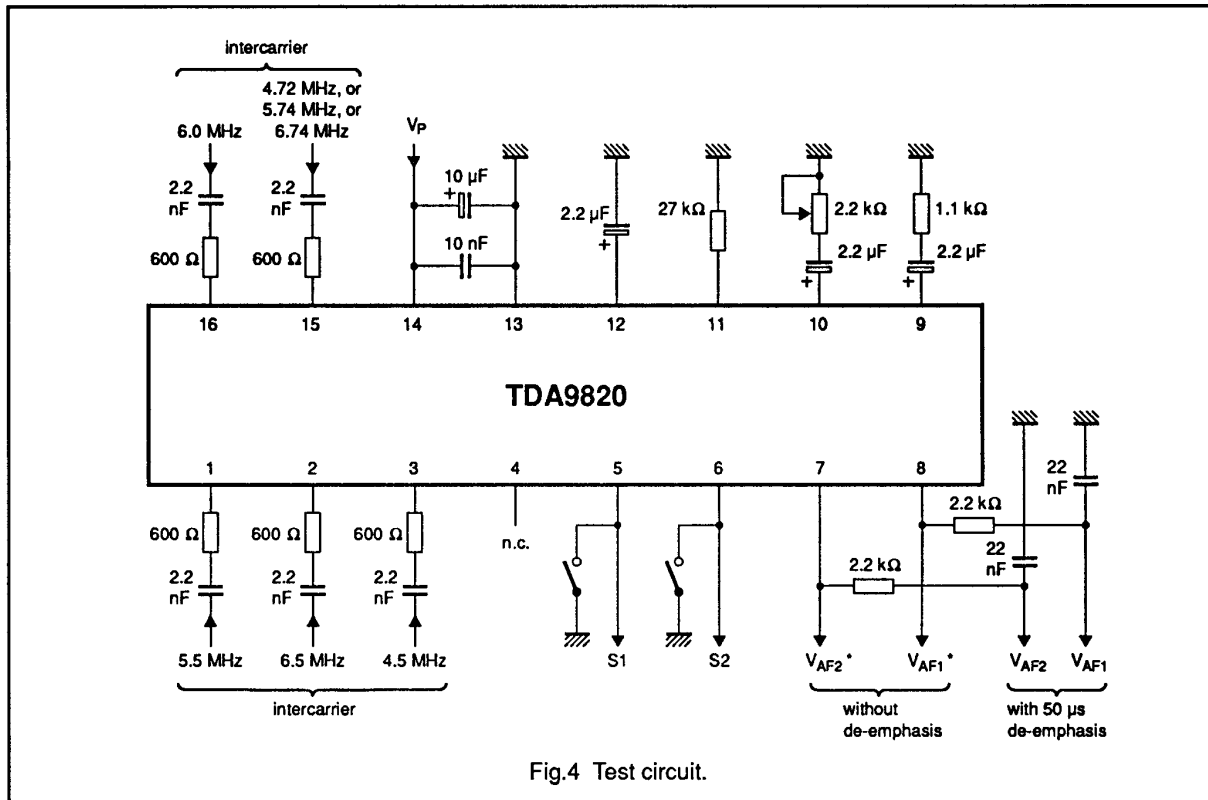 intercarrier
4.72 MHz, or
5.74 MHz, or
6.0 MHz
6.74 MHz
VP
2.2
nF
2.2
nF
10 µF
+
10 nF
2.2 µF
+
27 kΩ
2.2 kΩ
2.2 µF
+
1.1 kΩ
2.2 µF
+
600 Ω
600 Ω
16 15 14 13 12 11 10 9
TDA9820
1 2 3 4 5 6 7 8
600 Ω
600 Ω
600 Ω
n.c.
2.2
nF
2.2
nF
2.2
nF
2.2 kΩ
22
nF
2.2 kΩ
22
nF
5.5 MHz 6.5 MHz 4.5 MHz
S1 S2 VAF2* VAF1* VAF2 VAF1
intercarrier
without
de-emphasis
with 50 µs
de-emphasis
Fig.4 Test circuit.